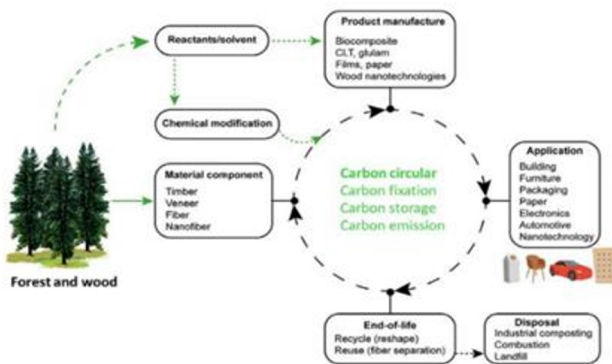 Reactants/solvent
Product manufacture
Biocomposite
CLT, glulam
Films, paper
Wood nanotechnologies
Chemical modification
Material component
Timber
Veneer
Fiber
Nanofiber
Carbon circular
Carbon fixation
Carbon storage
Carbon emission
Application
Building
Furniture
Packaging
Paper
Electronics
Automotive
Nanotechnology
Forest and wood
End-of-life
Recycle (reshape)
Reuse (fiber separation)
Disposal
Industrial composting
Combustion
Landfill